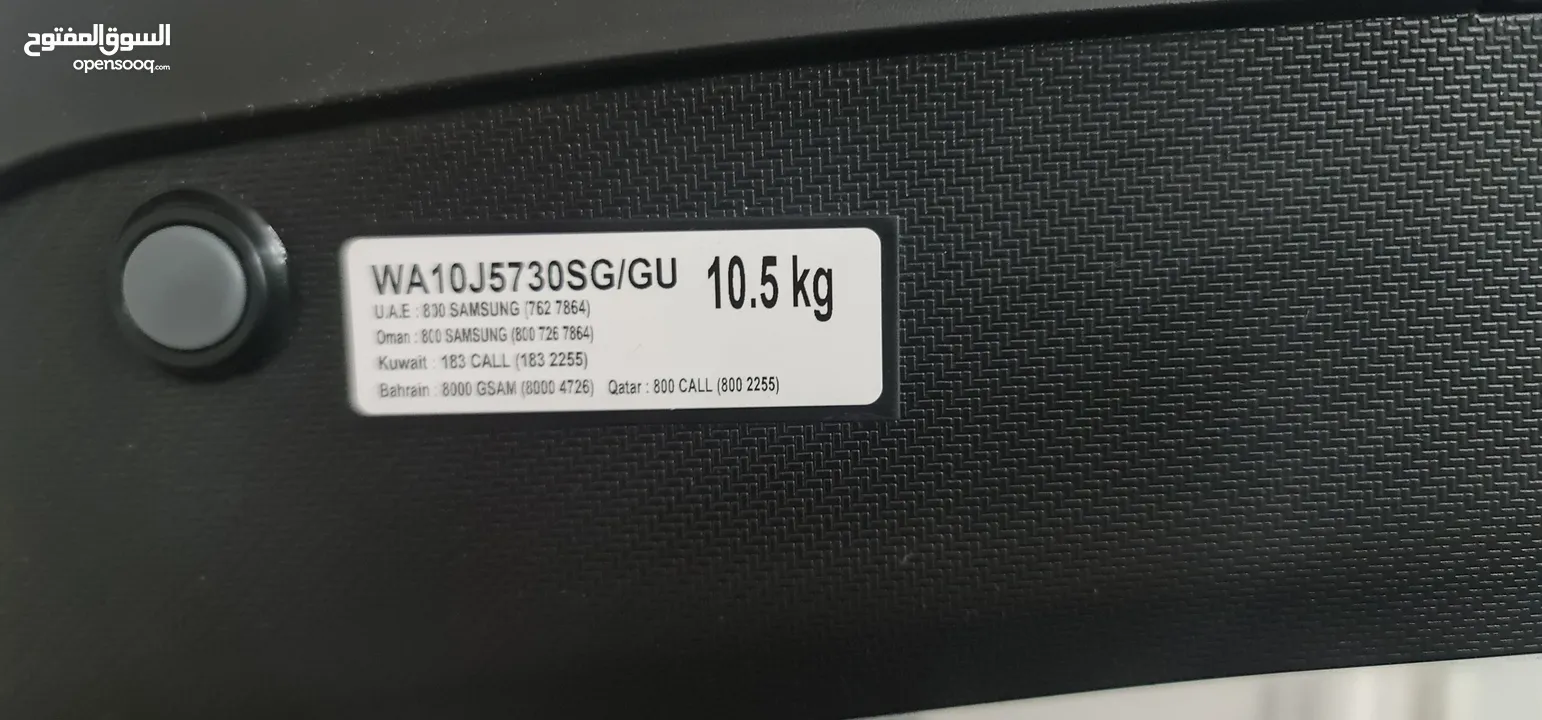 السوق المفتوح
opensooq.com
WA10J5730SG/GU 10.5 kg
U.A.E : 800 SAMSUNG (762 7864)
Oman : 800 SAMSUNG (800 726 7864)
Kuwait : 183 CALL (183 2255)
Bahrain : 8000 GSAM (8000 4726) Qatar : 800 CALL (800 2255)